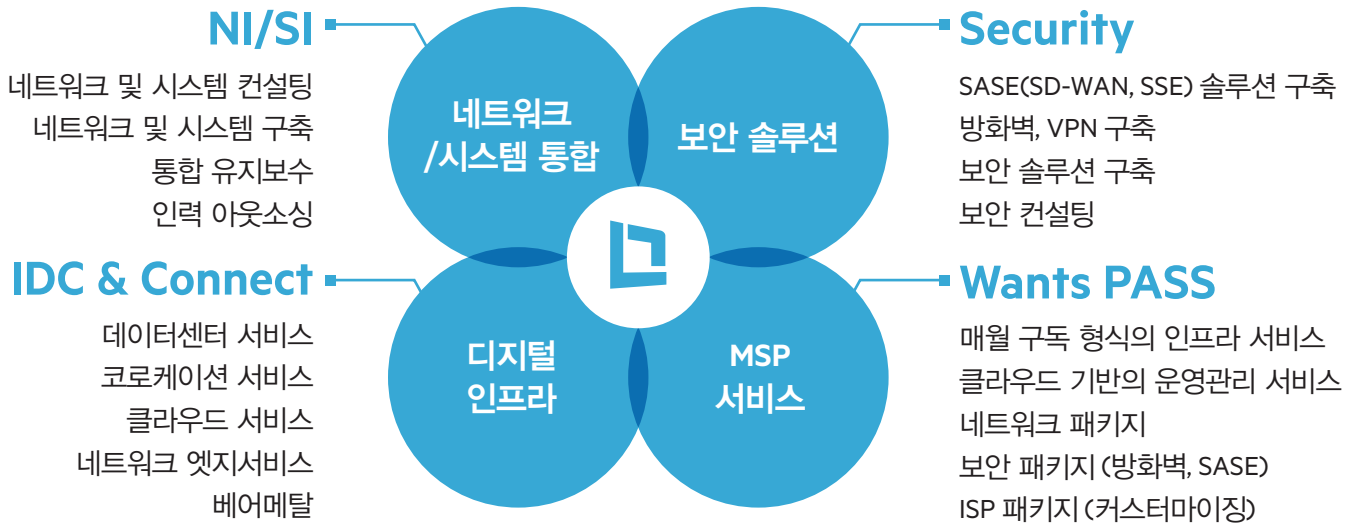 NI/SI
네트워크 및 시스템 컨설팅
네트워크 및 시스템 구축
통합 유지보수
인력 아웃소싱
네트워크
/시스템 통합
보안 솔루션
Security
SASE(SD-WAN, SSE) 솔루션 구축
방화벽, VPN 구축
보안 솔루션 구축
보안 컨설팅
IDC & Connect
데이터센터 서비스
코로케이션 서비스
클라우드 서비스
네트워크 엣지서비스
베어메탈
디지털
인프라
MSP
서비스
Wants PASS
매월 구독 형식의 인프라 서비스
클라우드 기반의 운영관리 서비스
네트워크 패키지
보안 패키지 (방화벽, SASE)
ISP 패키지 (커스터마이징)